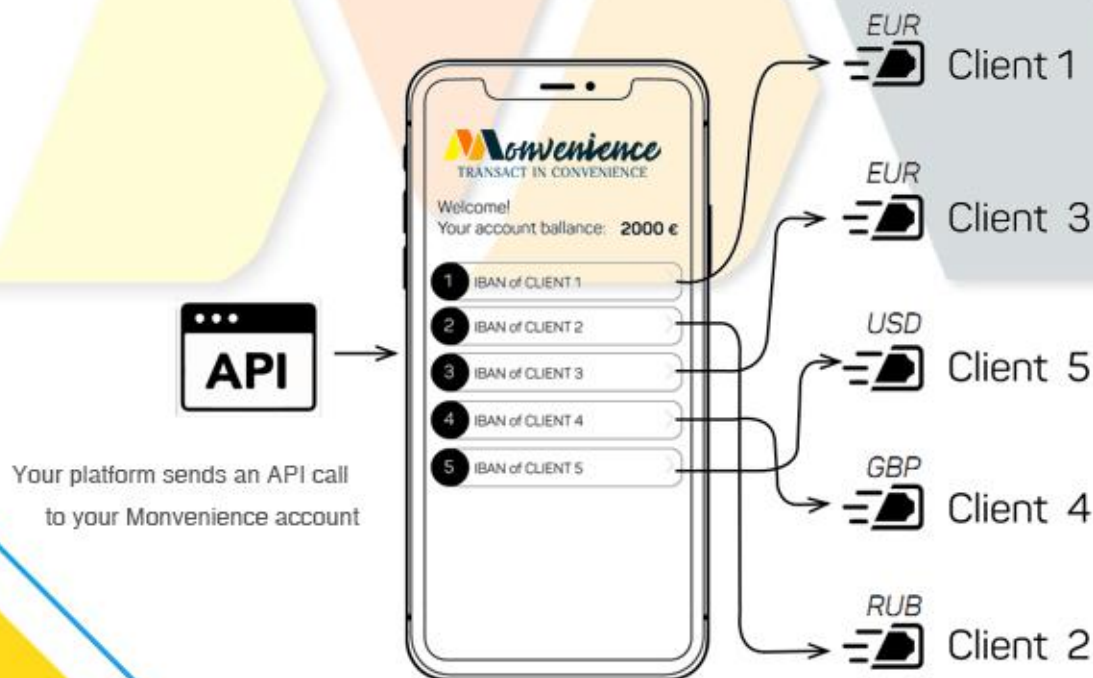 Monvenience
TRANSACT IN CONVENIENCE
Welcome!
Your account ballance: 2000 €
1 IBAN of CLIENT 1
2 IBAN of CLIENT 2
3 IBAN of CLIENT 3
4 IBAN of CLIENT 4
5 IBAN of CLIENT 5
API
Your platform sends an API call
to your Monvenience account
EUR
Client 1
EUR
Client 3
USD
Client 5
GBP
Client 4
RUB
Client 2